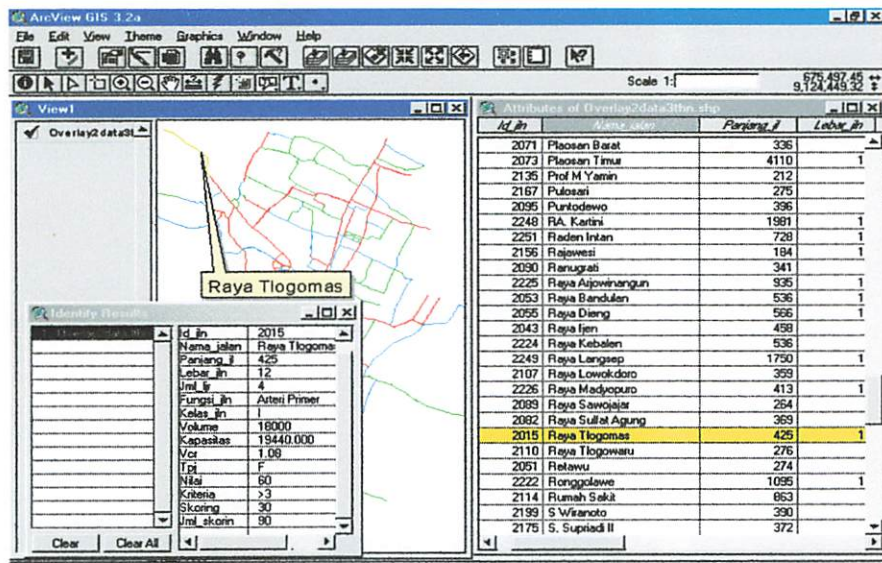 ArcView GIS 3.2a
File Edit View Theme Graphics Window Help
Scale 1:
675,497.45
9,124,449.32
View1
Overlay2data3t
Raya Tlogomas
Identify Results
Id_jln 2015
Nama_jalan Raya Tlogomas
Panjang_jl 425
Lebar_jln 12
Jml_ljr 4
Fungsi_jln Arteri Primer
Kelas_jln I
Volume 18000
Kapasitas 19440.000
Vcr 1.08
Tpj F
Nilai 60
Kriteria >3
Skoring 30
Jml_skorin 90
Clear Clear All
Attributes of Overlay2data3thn.shp
Id_jln Nama_jalan Panjang_jl Lebar_jln
2071 Plaosan Barat 336
2073 Plaosan Timur 4110 1
2135 Prof M Yamin 212
2167 Pulosari 275
2095 Puntodewo 396
2248 RA. Kartini 1981 1
2251 Raden Intan 728 1
2156 Rajawesi 184 1
2090 Ranugrati 341
2225 Raya Arjowinangun 935 1
2053 Raya Bandulan 536 1
2055 Raya Dieng 566 1
2043 Raya Ijen 458
2224 Raya Kebalen 536
2249 Raya Langsep 1750 1
2107 Raya Lowokdoro 359
2226 Raya Madyopuro 413 1
2089 Raya Sawojajar 264
2082 Raya Sullat Agung 369
2015 Raya Tlogomas 425 1
2110 Raya Tlogowaru 276
2051 Retawu 274
2222 Ronggolawe 1095 1
2114 Rumah Sakit 863
2199 S Wiranoto 390
2175 S. Supriadi II 372